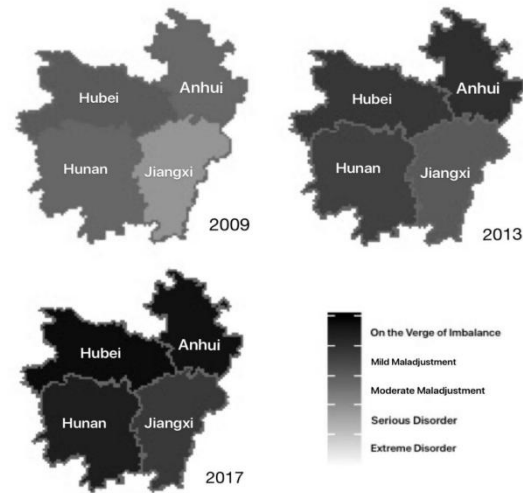 Hubei
Anhui
Hunan
Jiangxi
2009
Hubei
Anhui
Hunan
Jiangxi
2013
Hubei
Anhui
Hunan
Jiangxi
2017
On the Verge of Imbalance
Mild Maladjustment
Moderate Maladjustment
Serious Disorder
Extreme Disorder